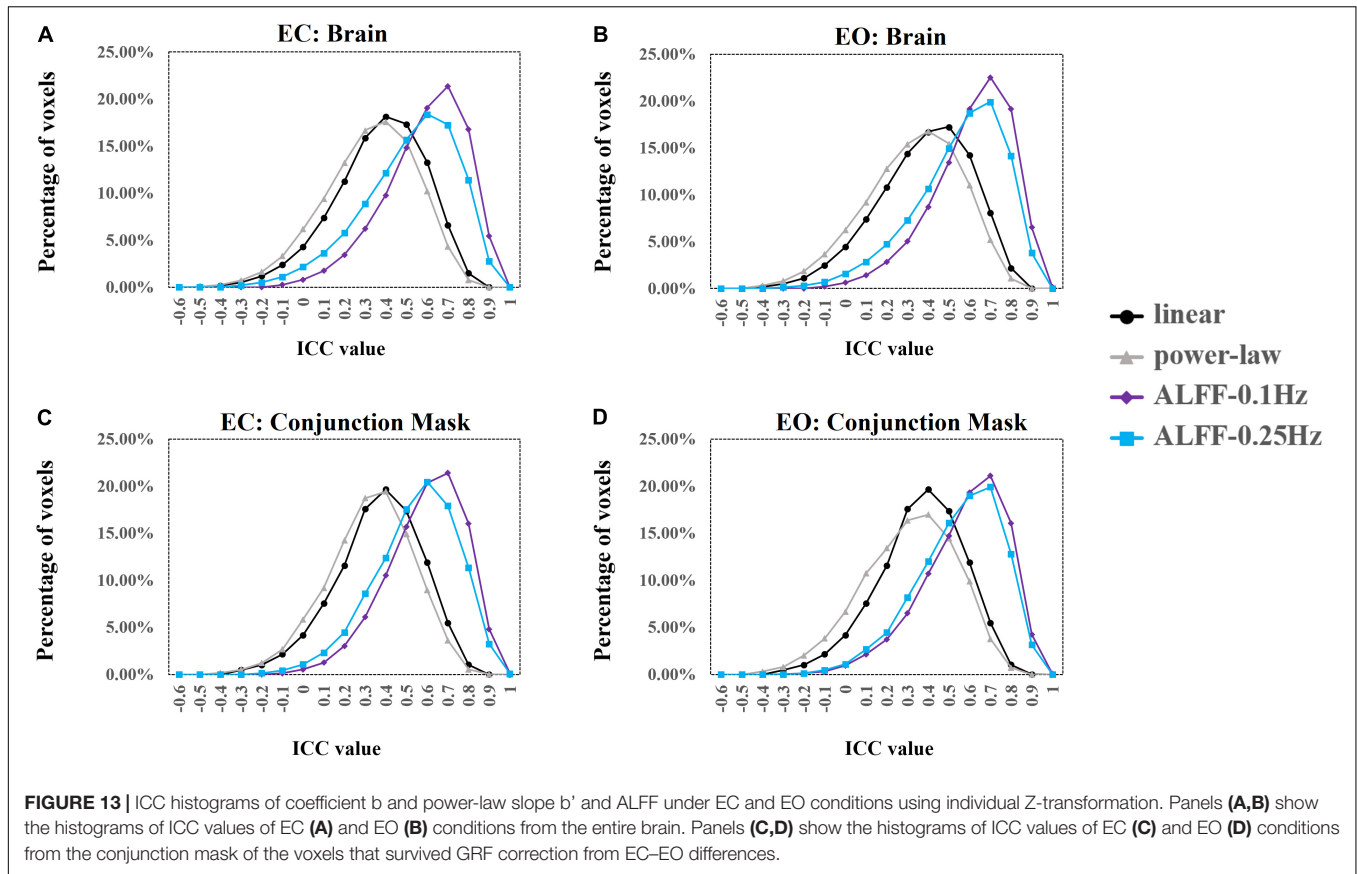 A
EC: Brain
Percentage of voxels
25.00%
20.00%
15.00%
10.00%
5.00%
0.00%
-0.6 -0.5 -0.4 -0.3 -0.2 -0.1 0 0.1 0.2 0.3 0.4 0.5 0.6 0.7 0.8 0.9 1
ICC value
B
EO: Brain
Percentage of voxels
25.00%
20.00%
15.00%
10.00%
5.00%
0.00%
-0.6 -0.5 -0.4 -0.3 -0.2 -0.1 0 0.1 0.2 0.3 0.4 0.5 0.6 0.7 0.8 0.9 1
ICC value
linear
power-law
ALFF-0.1Hz
ALFF-0.25Hz
C
EC: Conjunction Mask
Percentage of voxels
25.00%
20.00%
15.00%
10.00%
5.00%
0.00%
-0.6 -0.5 -0.4 -0.3 -0.2 -0.1 0 0.1 0.2 0.3 0.4 0.5 0.6 0.7 0.8 0.9 1
ICC value
D
EO: Conjunction Mask
Percentage of voxels
25.00%
20.00%
15.00%
10.00%
5.00%
0.00%
-0.6 -0.5 -0.4 -0.3 -0.2 -0.1 0 0.1 0.2 0.3 0.4 0.5 0.6 0.7 0.8 0.9 1
ICC value
FIGURE 13 | ICC histograms of coefficient b and power-law slope b' and ALFF under EC and EO conditions using individual Z-transformation. Panels (A,B) show
the histograms of ICC values of EC (A) and EO (B) conditions from the entire brain. Panels (C,D) show the histograms of ICC values of EC (C) and EO (D) conditions
from the conjunction mask of the voxels that survived GRF correction from EC–EO differences.